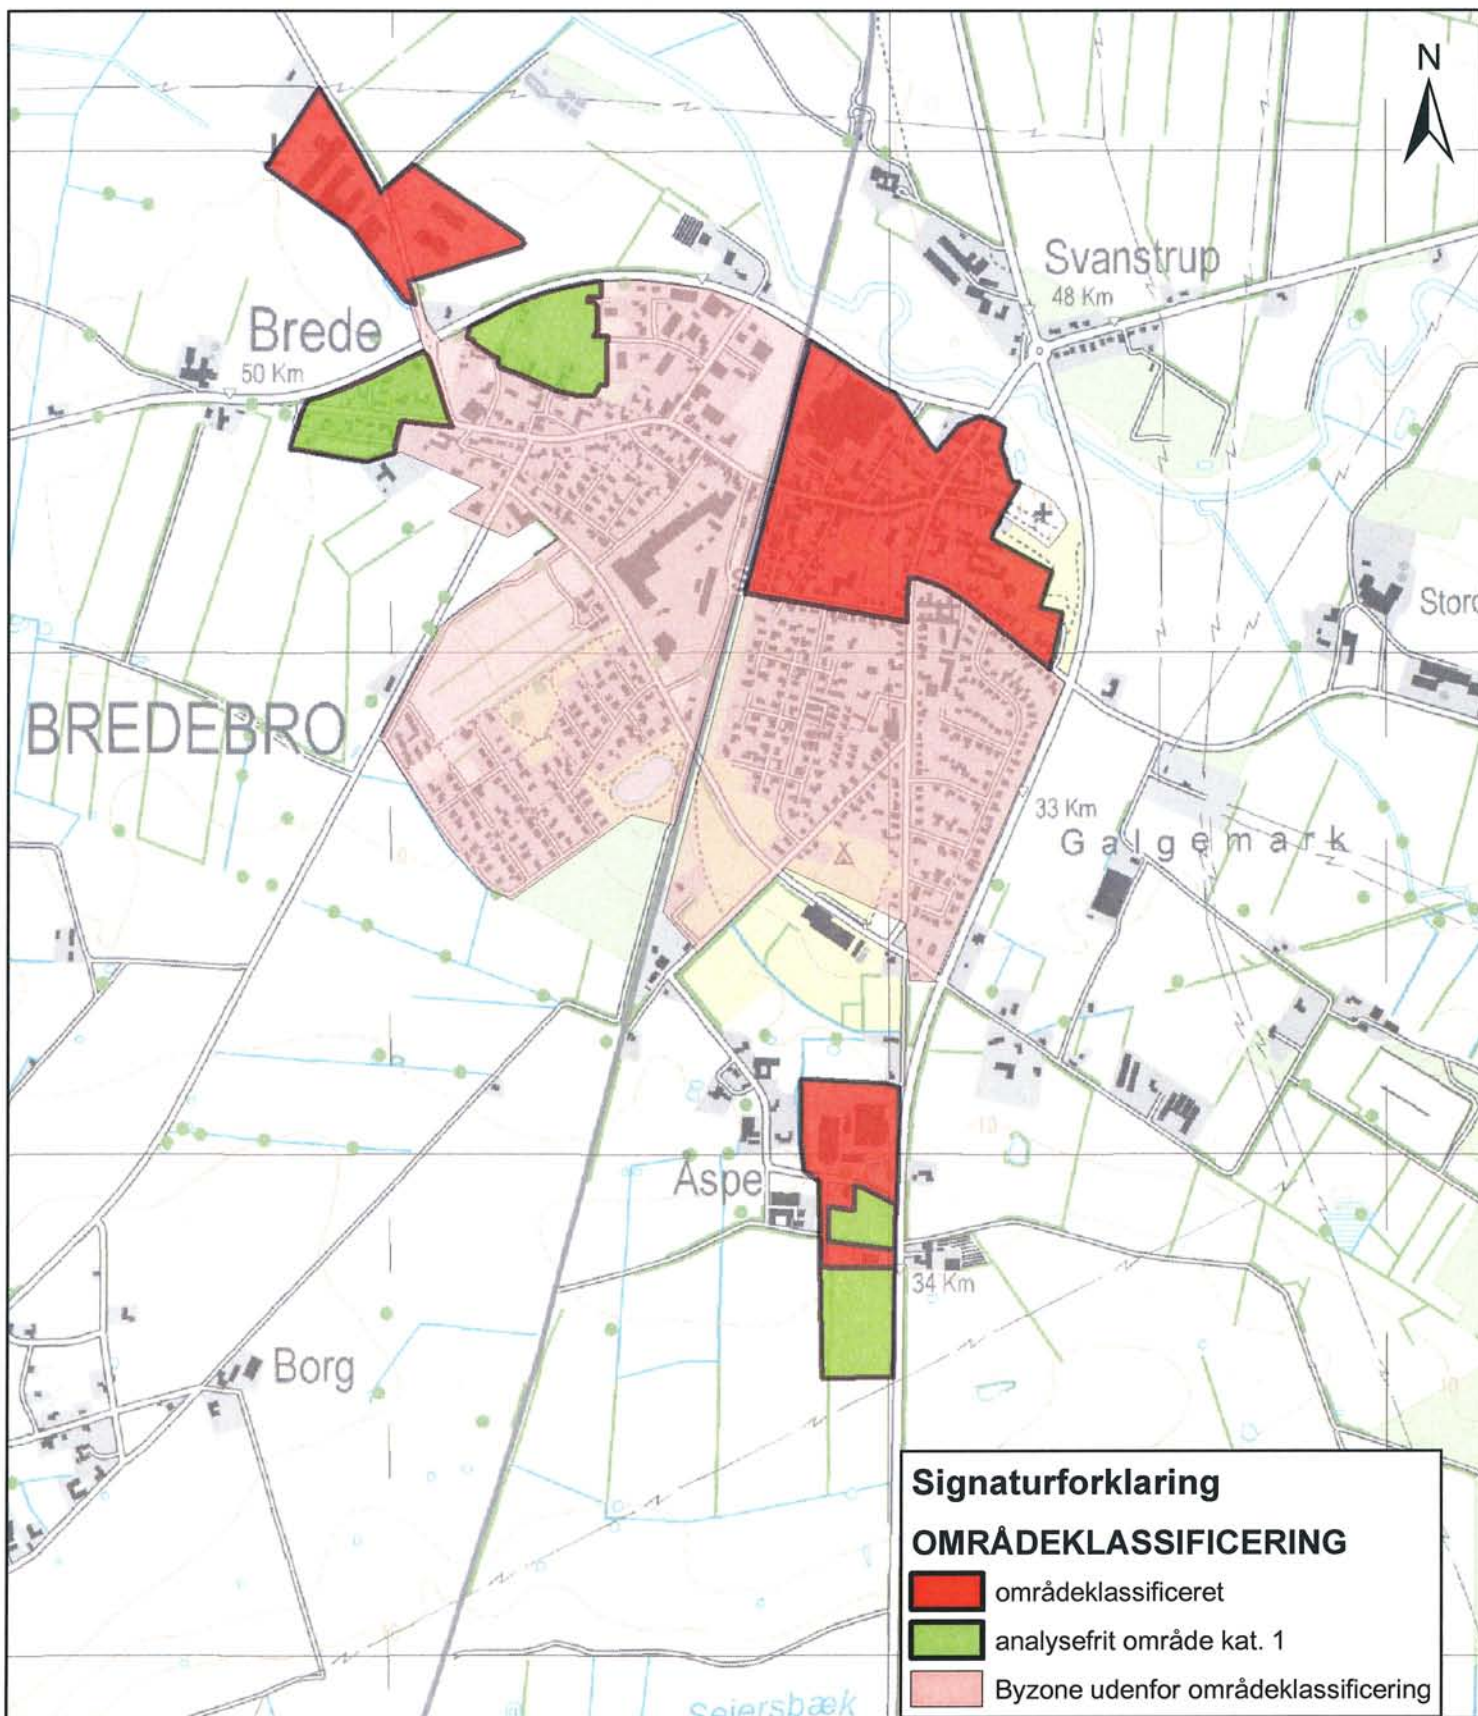 N
Svanstrup
48 Km
Brede
50 Km
Stor
BREDEBRO
33 Km
Galgemark
Aspe
34 Km
Borg
Signaturforklaring
OMRÅDEKLASSIFICERING
områdeklassificeret
analysefrit område kat. 1
Byzone udenfor områdeklassificering
Sejersbæk